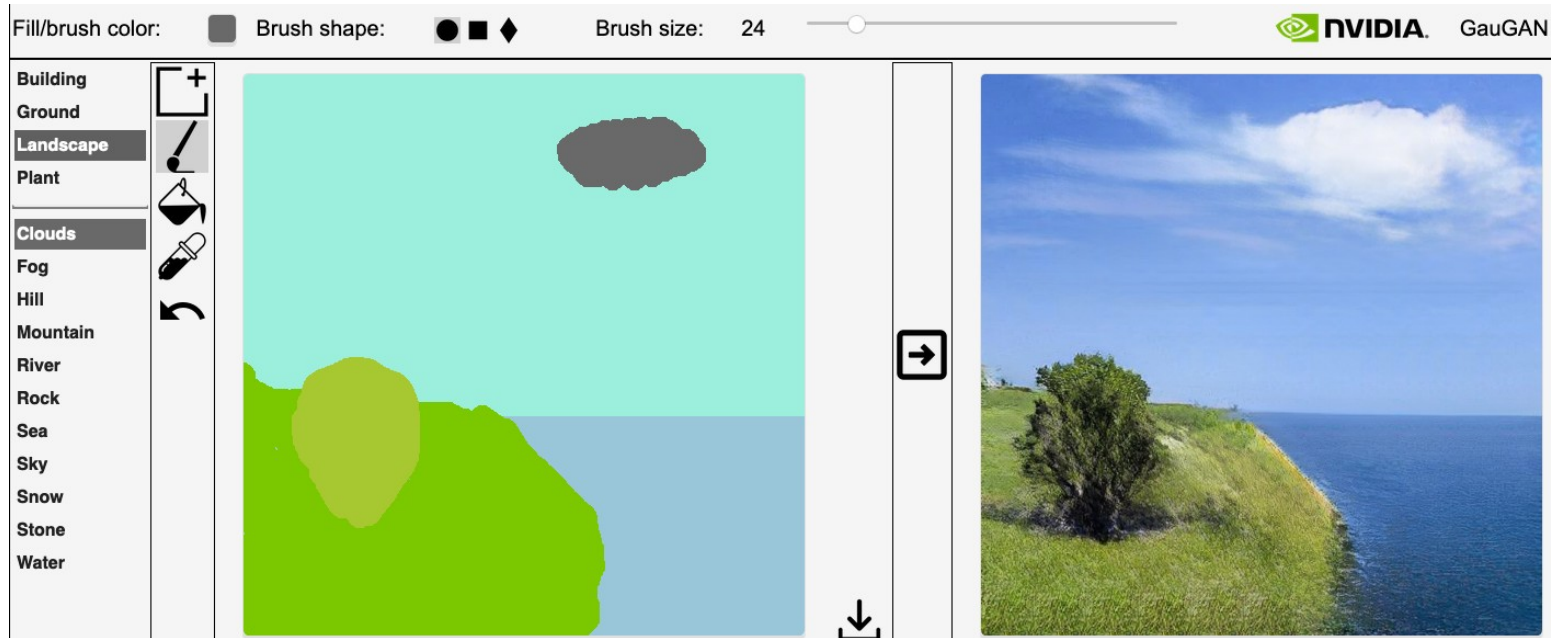 Fill/brush color: Brush shape: Brush size: 24 NVIDIA. GauGAN
Building
Ground
Landscape
Plant
Clouds
Fog
Hill
Mountain
River
Rock
Sea
Sky
Snow
Stone
Water